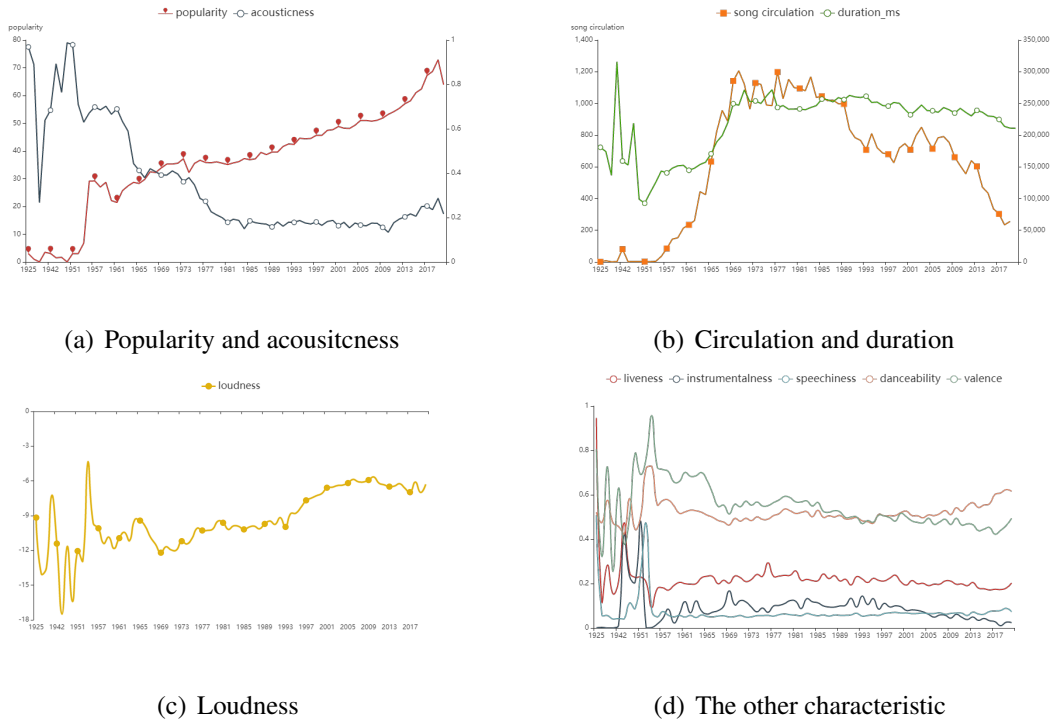 popularity acousticness
popularity
80 70 60 50 40 30 20 10 0
1 0.8 0.6 0.4 0.2 0
1925 1942 1951 1957 1961 1965 1969 1973 1977 1981 1985 1989 1993 1997 2001 2005 2009 2013 2017
(a) Popularity and acousitcness
song circulation duration_ms
song circulation
1,400 1,200 1,000 800 600 400 200 0
350,000 300,000 250,000 200,000 150,000 100,000 50,000 0
1925 1942 1951 1957 1961 1965 1969 1973 1977 1981 1985 1989 1993 1997 2002 2005 2009 2013 2017
(b) Circulation and duration
loudness
0 -3 -6 -9 -12 -15 -18
1925 1942 1951 1957 1961 1965 1969 1973 1977 1981 1985 1989 1993 1997 2001 2005 2009 2013 2017
(c) Loudness
liveness instrumentalness speechiness danceability valence
1 0.8 0.6 0.4 0.2 0
1925 1942 1951 1957 1961 1965 1969 1973 1977 1981 1985 1989 1993 1997 2001 2005 2009 2013 2017
(d) The other characteristic